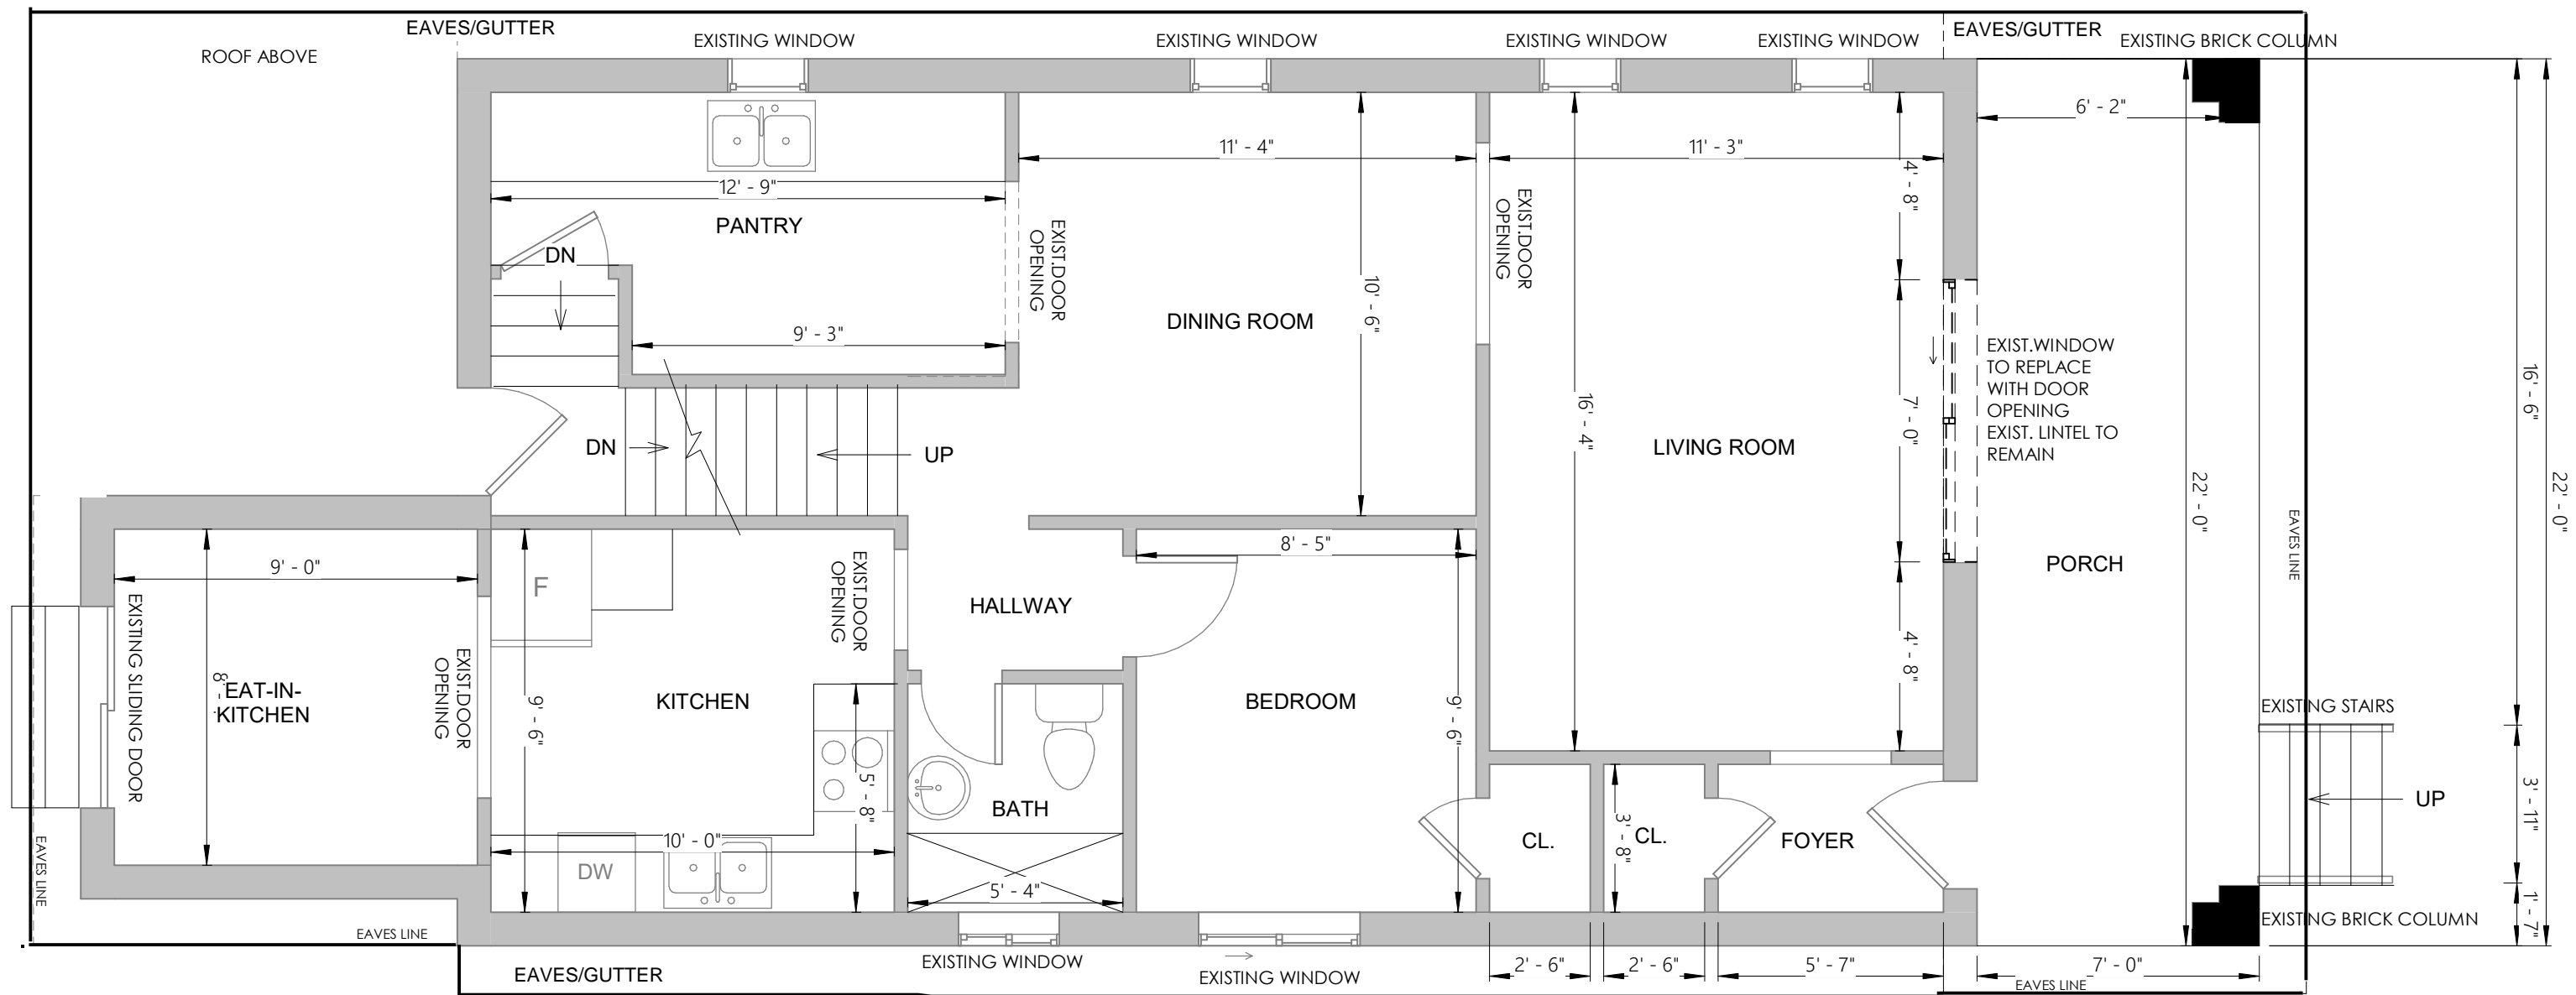 EAVES/GUTTER
EAVES/GUTTER
ROOF ABOVE
EXISTING WINDOW
EXISTING WINDOW
EXISTING WINDOW
EXISTING WINDOW
EXISTING BRICK COLUMN
6' - 2"
11' - 4"
11' - 3"
12' - 9"
4' - 8"
PANTRY
EXIST.DOOR
OPENING
EXIST.DOOR
OPENING
DN
10' - 6"
DINING ROOM
9' - 3"
EXIST.WINDOW
TO REPLACE
WITH DOOR
OPENING
EXIST. LINTEL TO
REMAIN
16' - 6"
16' - 4"
7' - 0"
DN
UP
LIVING ROOM
22' - 0"
22' - 0"
EAVES LINE
8' - 5"
PORCH
9' - 0"
F
EXIST.DOOR
OPENING
HALLWAY
4' - 8"
EXISTING SLIDING DOOR
EXIST.DOOR
OPENING
8' -
EAT-IN-
KITCHEN
9' - 6"
KITCHEN
BEDROOM
9' - 6"
EXISTING STAIRS
5' - 8"
BATH
3' - 11"
UP
10' - 0"
CL.
3' - 8"
CL.
FOYER
DW
5' - 4"
EAVES LINE
1' - 7"
EXISTING BRICK COLUMN
EAVES LINE
EXISTING WINDOW
EXISTING WINDOW
2' - 6"
2' - 6"
5' - 7"
7' - 0"
EAVES/GUTTER
EAVES LINE